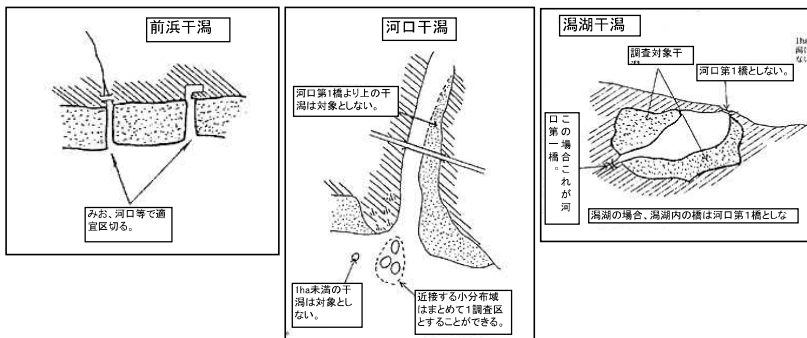 前浜干潟
みお、河口等で適
宜区切る。
河口干潟
河口第1橋より上の干
潟は対象としない。
1ha未満の干
潟は対象とし
ない。
近接する小分布域
はまとめて1調査区
とすることができる。
潟湖干潟
調査対象干
河口第1橋としない。
この場合これが河
口第一橋。
潟湖の場合、潟湖内の橋は河口第1橋としな
1ha
潟に
ない